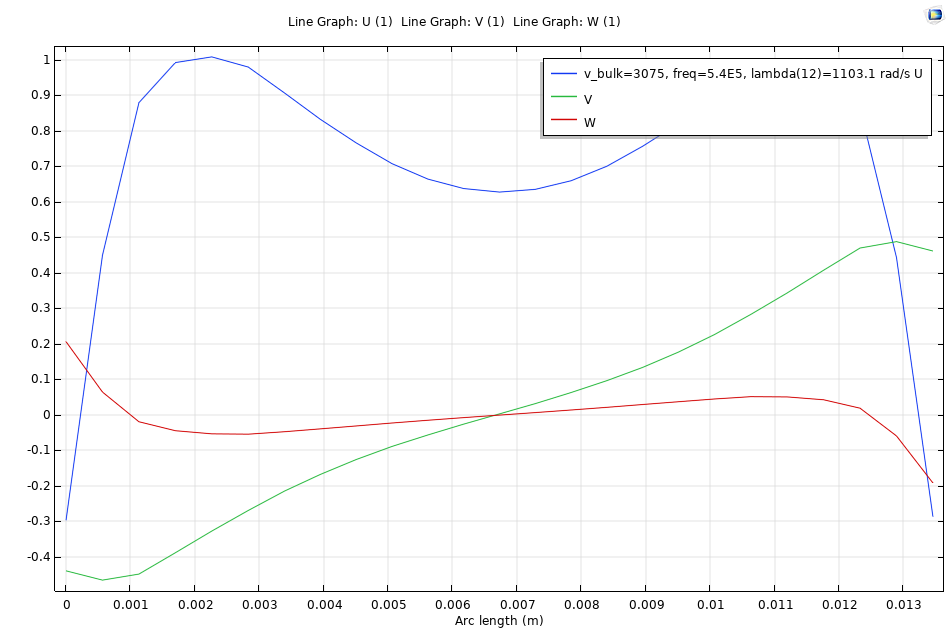 Line Graph: U (1)  Line Graph: V (1)  Line Graph: W (1)
v_bulk=3075, freq=5.4E5, lambda(12)=1103.1 rad/s U
V
W
1
0.9
0.8
0.7
0.6
0.5
0.4
0.3
0.2
0.1
0
-0.1
-0.2
-0.3
-0.4
0 0.001 0.002 0.003 0.004 0.005 0.006 0.007 0.008 0.009 0.01 0.011 0.012 0.013
Arc length (m)